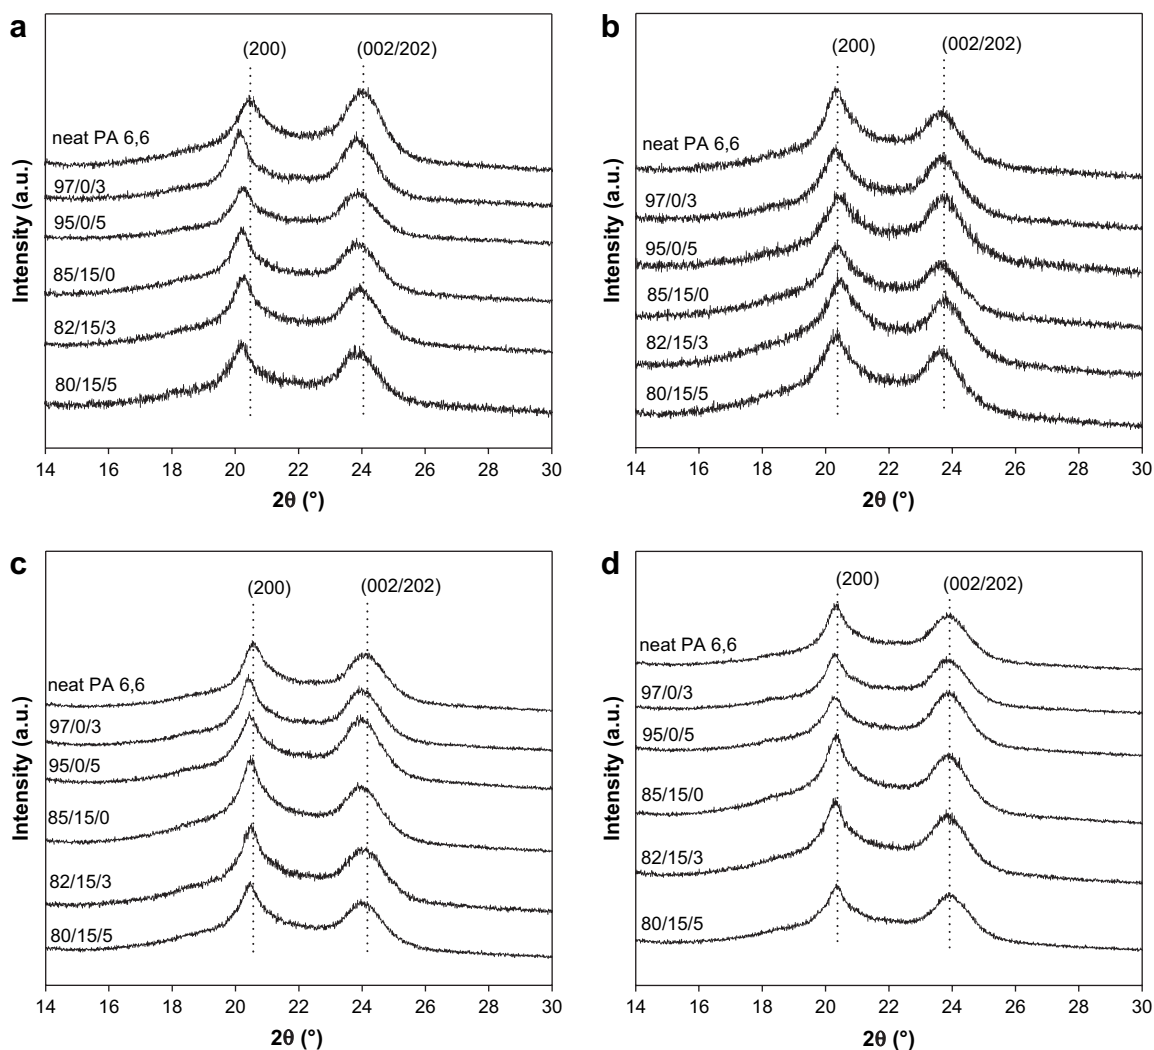 a
(200)
(002/202)
neat PA 6,6
97/0/3
95/0/5
85/15/0
82/15/3
80/15/5
Intensity (a.u.)
14 16 18 20 22 24 26 28 30
2θ (°)
b
(200)
(002/202)
neat PA 6,6
97/0/3
95/0/5
85/15/0
82/15/3
80/15/5
Intensity (a.u.)
14 16 18 20 22 24 26 28 30
2θ (°)
c
(200)
(002/202)
neat PA 6,6
97/0/3
95/0/5
85/15/0
82/15/3
80/15/5
Intensity (a.u.)
14 16 18 20 22 24 26 28 30
2θ (°)
d
(200)
(002/202)
neat PA 6,6
97/0/3
95/0/5
85/15/0
82/15/3
80/15/5
Intensity (a.u.)
14 16 18 20 22 24 26 28 30
2θ (°)